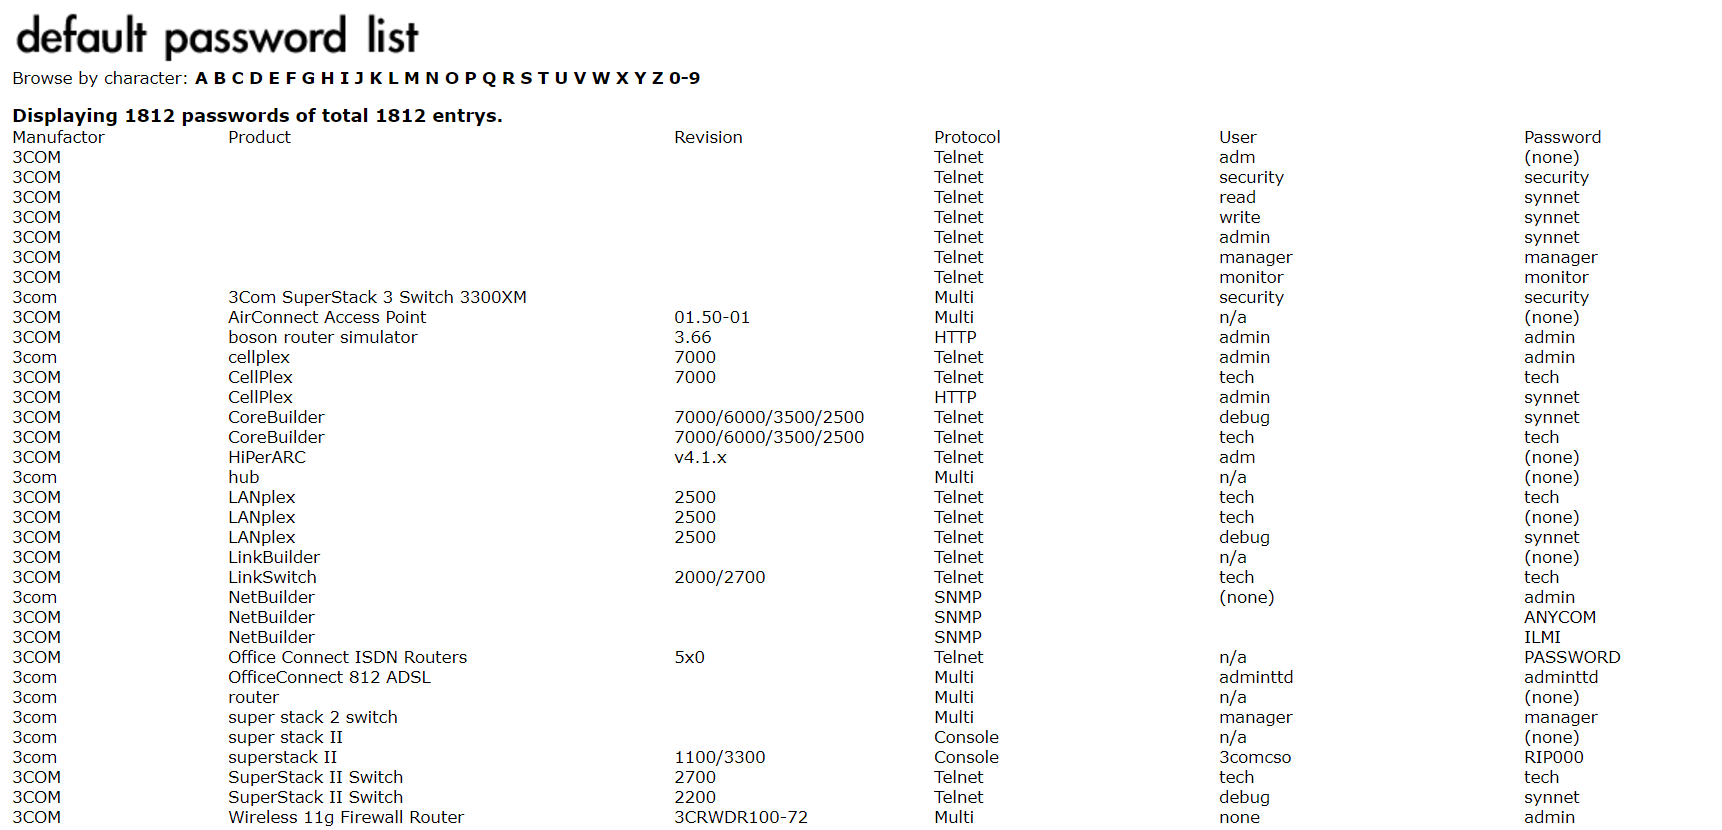 default password list
Browse by character: A B C D E F G H I J K L M N O P Q R S T U V W X Y Z 0-9
Displaying 1812 passwords of total 1812 entrys.
Manufactor Product Revision Protocol User Password
3COM Telnet adm (none)
3COM Telnet security security
3COM Telnet read synnet
3COM Telnet write synnet
3COM Telnet admin synnet
3COM Telnet manager manager
3COM Telnet monitor monitor
3com 3Com SuperStack 3 Switch 3300XM Multi security security
3COM AirConnect Access Point 01.50-01 Multi n/a (none)
3COM boson router simulator 3.66 HTTP admin admin
3com cellplex 7000 Telnet admin admin
3COM CellPlex 7000 Telnet tech tech
3COM CellPlex HTTP admin synnet
3COM CoreBuilder 7000/6000/3500/2500 Telnet debug synnet
3COM CoreBuilder 7000/6000/3500/2500 Telnet tech tech
3COM HiPerARC v4.1.x Telnet adm (none)
3com hub Multi n/a (none)
3COM LANplex 2500 Telnet tech tech
3COM LANplex 2500 Telnet tech (none)
3COM LANplex 2500 Telnet debug synnet
3COM LinkBuilder Telnet n/a (none)
3COM LinkSwitch 2000/2700 Telnet tech tech
3com NetBuilder SNMP (none) admin
3COM NetBuilder SNMP ANYCOM
3COM NetBuilder SNMP ILMI
3COM Office Connect ISDN Routers 5x0 Telnet n/a PASSWORD
3com OfficeConnect 812 ADSL Multi adminttd adminttd
3com router Multi n/a (none)
3com super stack 2 switch Multi manager manager
3com super stack II Console n/a (none)
3com superstack II 1100/3300 Console 3comcso RIP000
3COM SuperStack II Switch 2700 Telnet tech tech
3COM SuperStack II Switch 2200 Telnet debug synnet
3COM Wireless 11g Firewall Router 3CRWDR100-72 Multi none admin